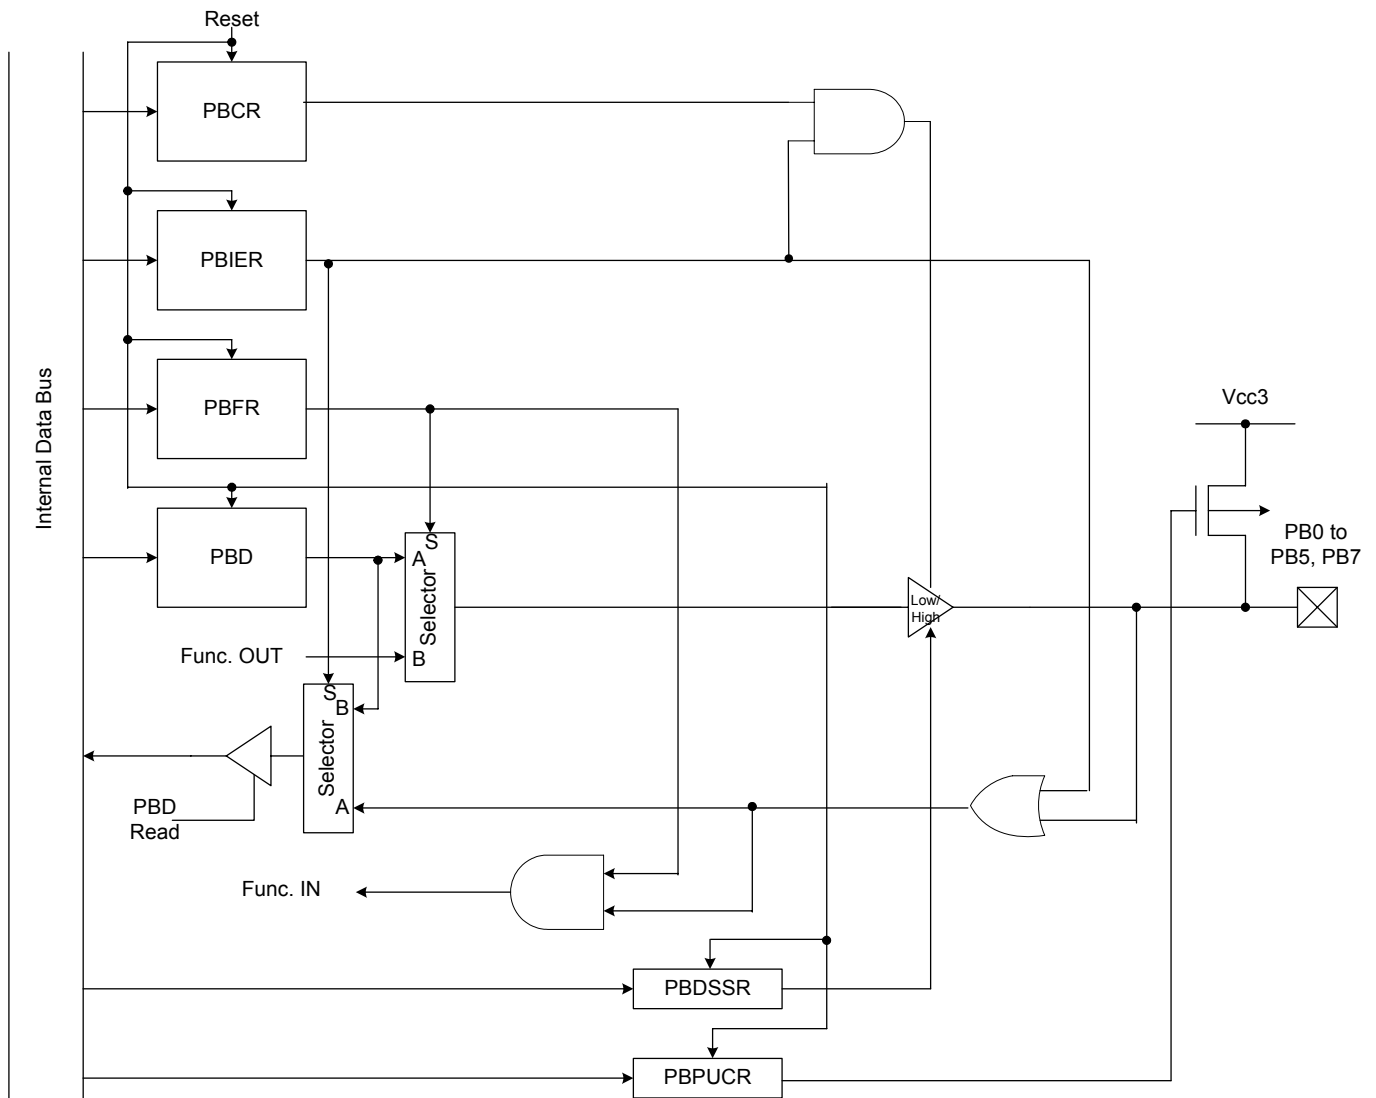 Reset
PBCR
PBIER
PBFR
Internal Data Bus
Vcc3
PBD
S
A
Selector
B
PB0 to
PB5, PB7
Low/
High
Func. OUT
S
B
Selector
A
PBD
Read
Func. IN
PBDSSR
PBPUCR